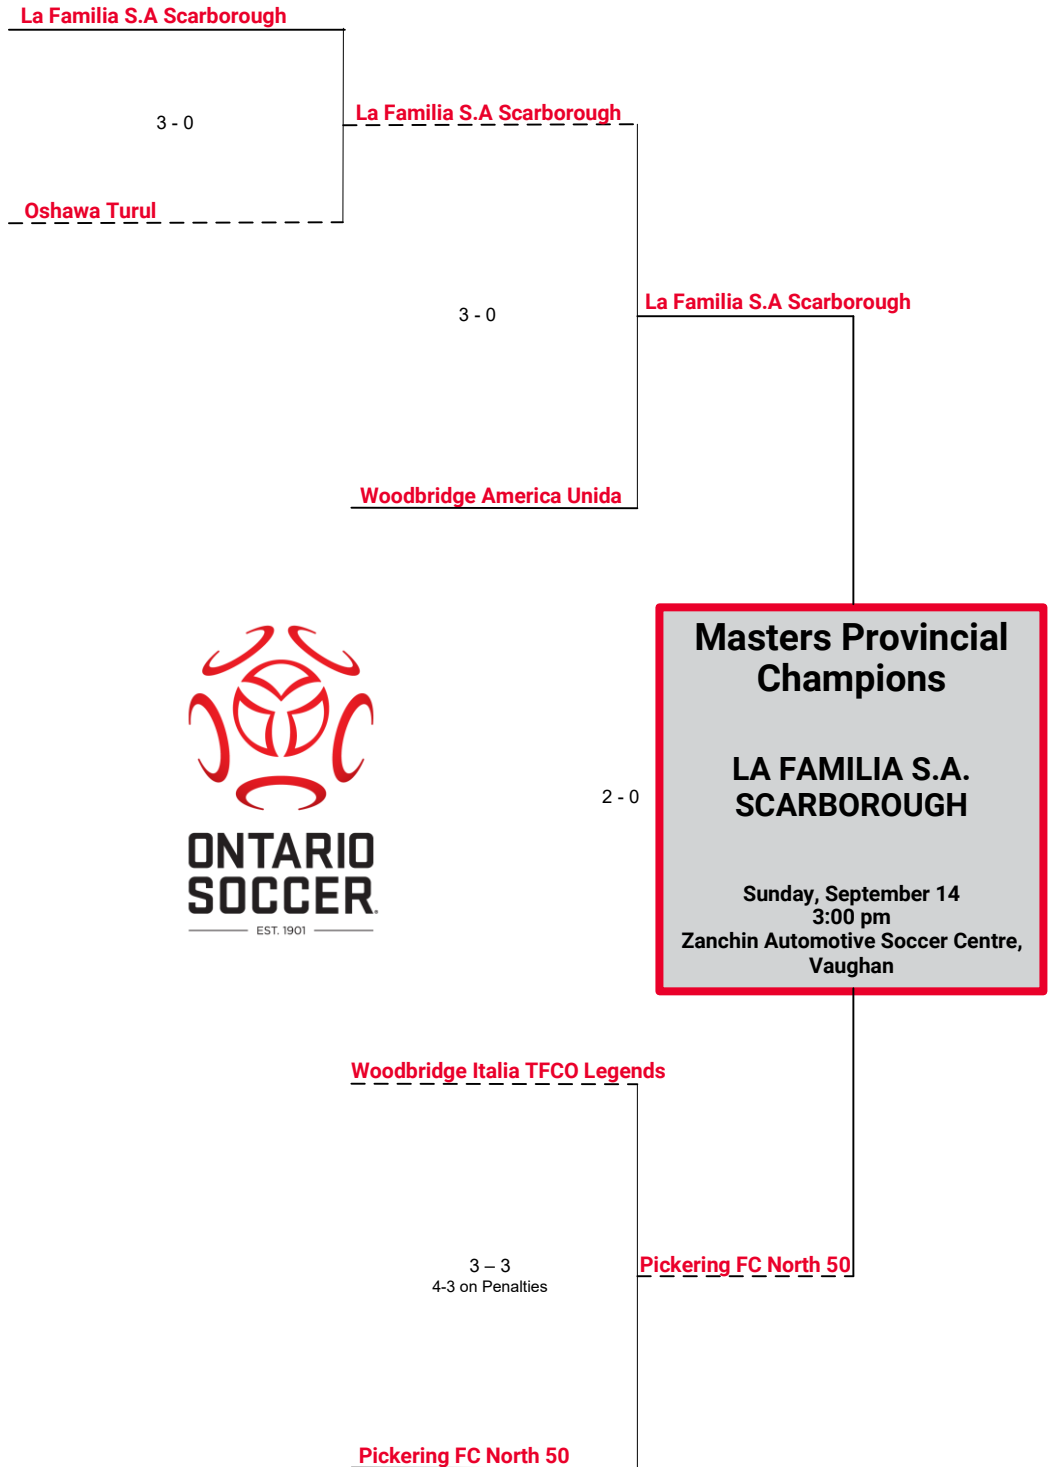 La Familia S.A Scarborough
3 - 0
La Familia S.A Scarborough
Oshawa Turul
La Familia S.A Scarborough
3 - 0
Woodbridge America Unida
Masters Provincial
Champions
LA FAMILIA S.A.
SCARBOROUGH
2 - 0
ONTARIO
SOCCER
EST. 1901
Sunday, September 14
3:00 pm
Zanchin Automotive Soccer Centre,
Vaughan
Woodbridge Italia TFCO Legends
3 – 3
4-3 on Penalties
Pickering FC North 50
Pickering FC North 50